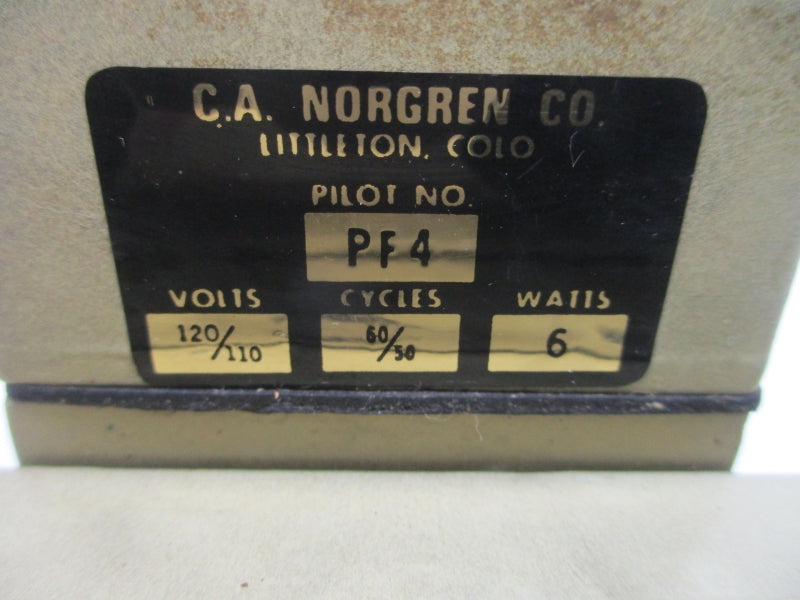 C.A. NORGREN CO.
LITTLETON, COLO
PILOT NO.
PF4
VOLTS CYCLES WATTS
120/110 60/50 6